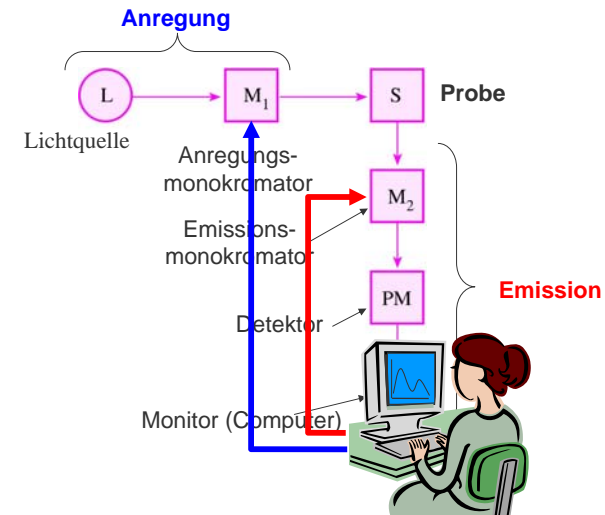 Anregung
L
M1
S
Probe
Lichtquelle
Anregungs-
monokromator
M2
Emissions-
monokromator
PM
Emission
Detektor
Monitor (Computer)